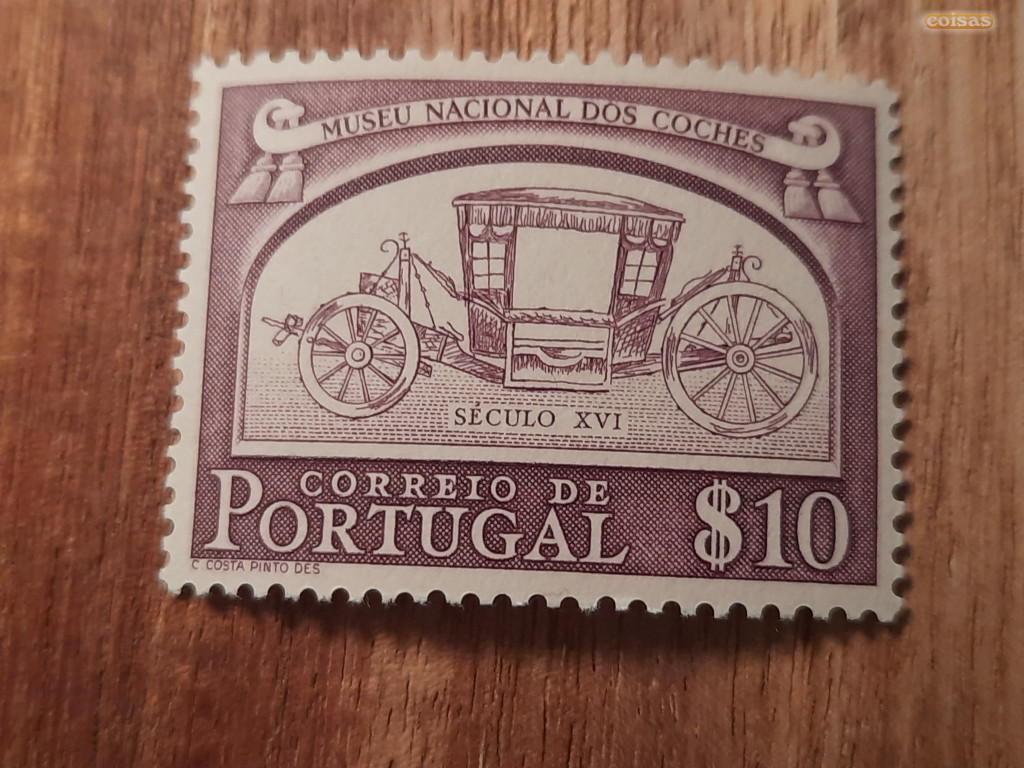 coisas
MUSEU NACIONAL DOS COCHES
SÉCULO XVI
CORREIO DE
PORTUGAL $10
C COSTA PINTO DES